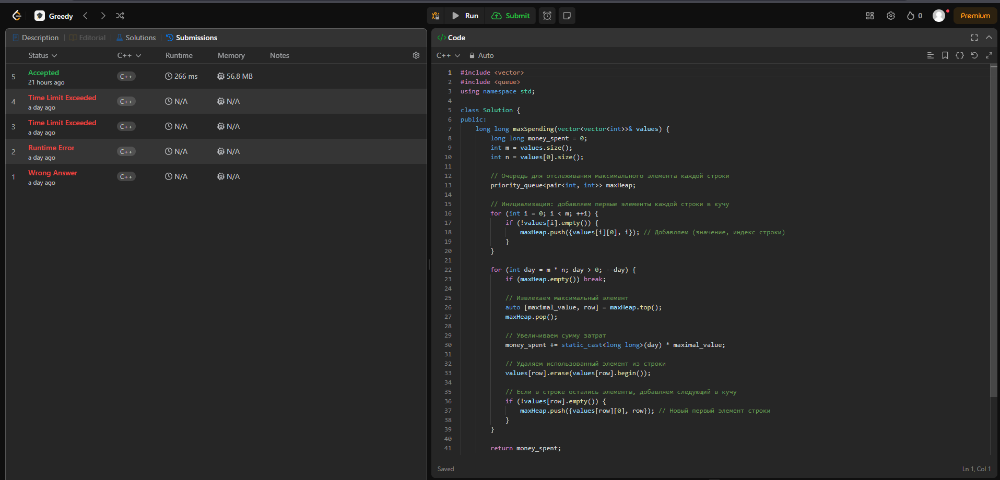 Greedy
Run
Submit
0
Premium
Description
Editorial
Solutions
Submissions
Status
C++
Runtime
Memory
Notes
5
Accepted
21 hours ago
C++
266 ms
56.8 MB
4
Time Limit Exceeded
a day ago
C++
N/A
N/A
3
Time Limit Exceeded
a day ago
C++
N/A
N/A
2
Runtime Error
a day ago
C++
N/A
N/A
1
Wrong Answer
a day ago
C++
N/A
N/A
</> Code
C++
Auto
1 #include <vector>
2 #include <queue>
3 using namespace std;
4
5 class Solution {
6 public:
7 long long maxSpending(vector<vector<int>>& values) {
8 long long money_spent = 0;
9 int m = values.size();
10 int n = values[0].size();
11
12 // Очередь для отслеживания максимального элемента каждой строки
13 priority_queue<pair<int, int>> maxHeap;
14
15 // Инициализация: добавляем первые элементы каждой строки в кучу
16 for (int i = 0; i < m; ++i) {
17 if (!values[i].empty()) {
18 maxHeap.push({values[i][0], i}); // Добавляем (значение, индекс строки)
19 }
20 }
21
22 for (int day = m * n; day > 0; --day) {
23 if (maxHeap.empty()) break;
24
25 // Извлекаем максимальный элемент
26 auto [maximal_value, row] = maxHeap.top();
27 maxHeap.pop();
28
29 // Увеличиваем сумму затрат
30 money_spent += static_cast<long long>(day) * maximal_value;
31
32 // Удаляем использованный элемент из строки
33 values[row].erase(values[row].begin());
34
35 // Если в строке остались элементы, добавляем следующий в кучу
36 if (!values[row].empty()) {
37 maxHeap.push({values[row][0], row}); // Новый первый элемент строки
38 }
39 }
40
41 return money_spent;
Saved
Ln 1, Col 1